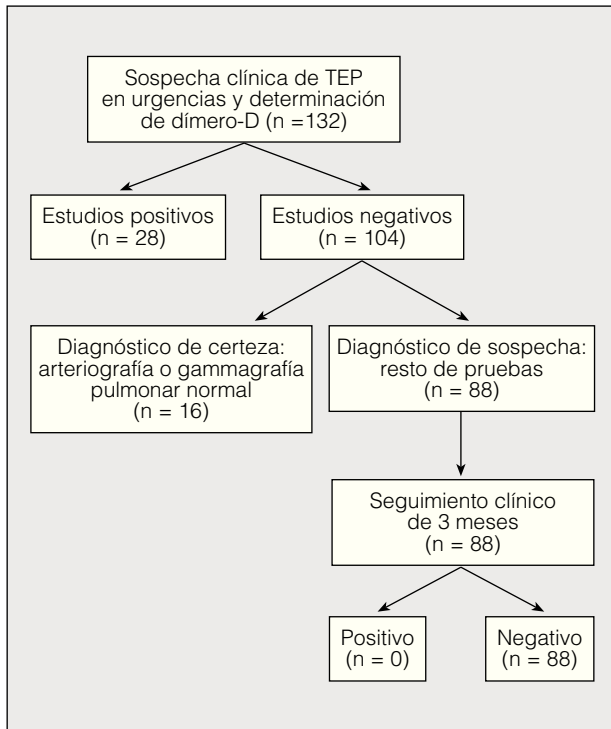 Sospecha clínica de TEP
en urgencias y determinación
de dímero-D (n =132)
Estudios positivos
(n = 28)
Estudios negativos
(n = 104)
Diagnóstico de certeza:
arteriografía o gammagrafía
pulmonar normal
(n = 16)
Diagnóstico de sospecha:
resto de pruebas
(n = 88)
Seguimiento clínico
de 3 meses
(n = 88)
Positivo
(n = 0)
Negativo
(n = 88)